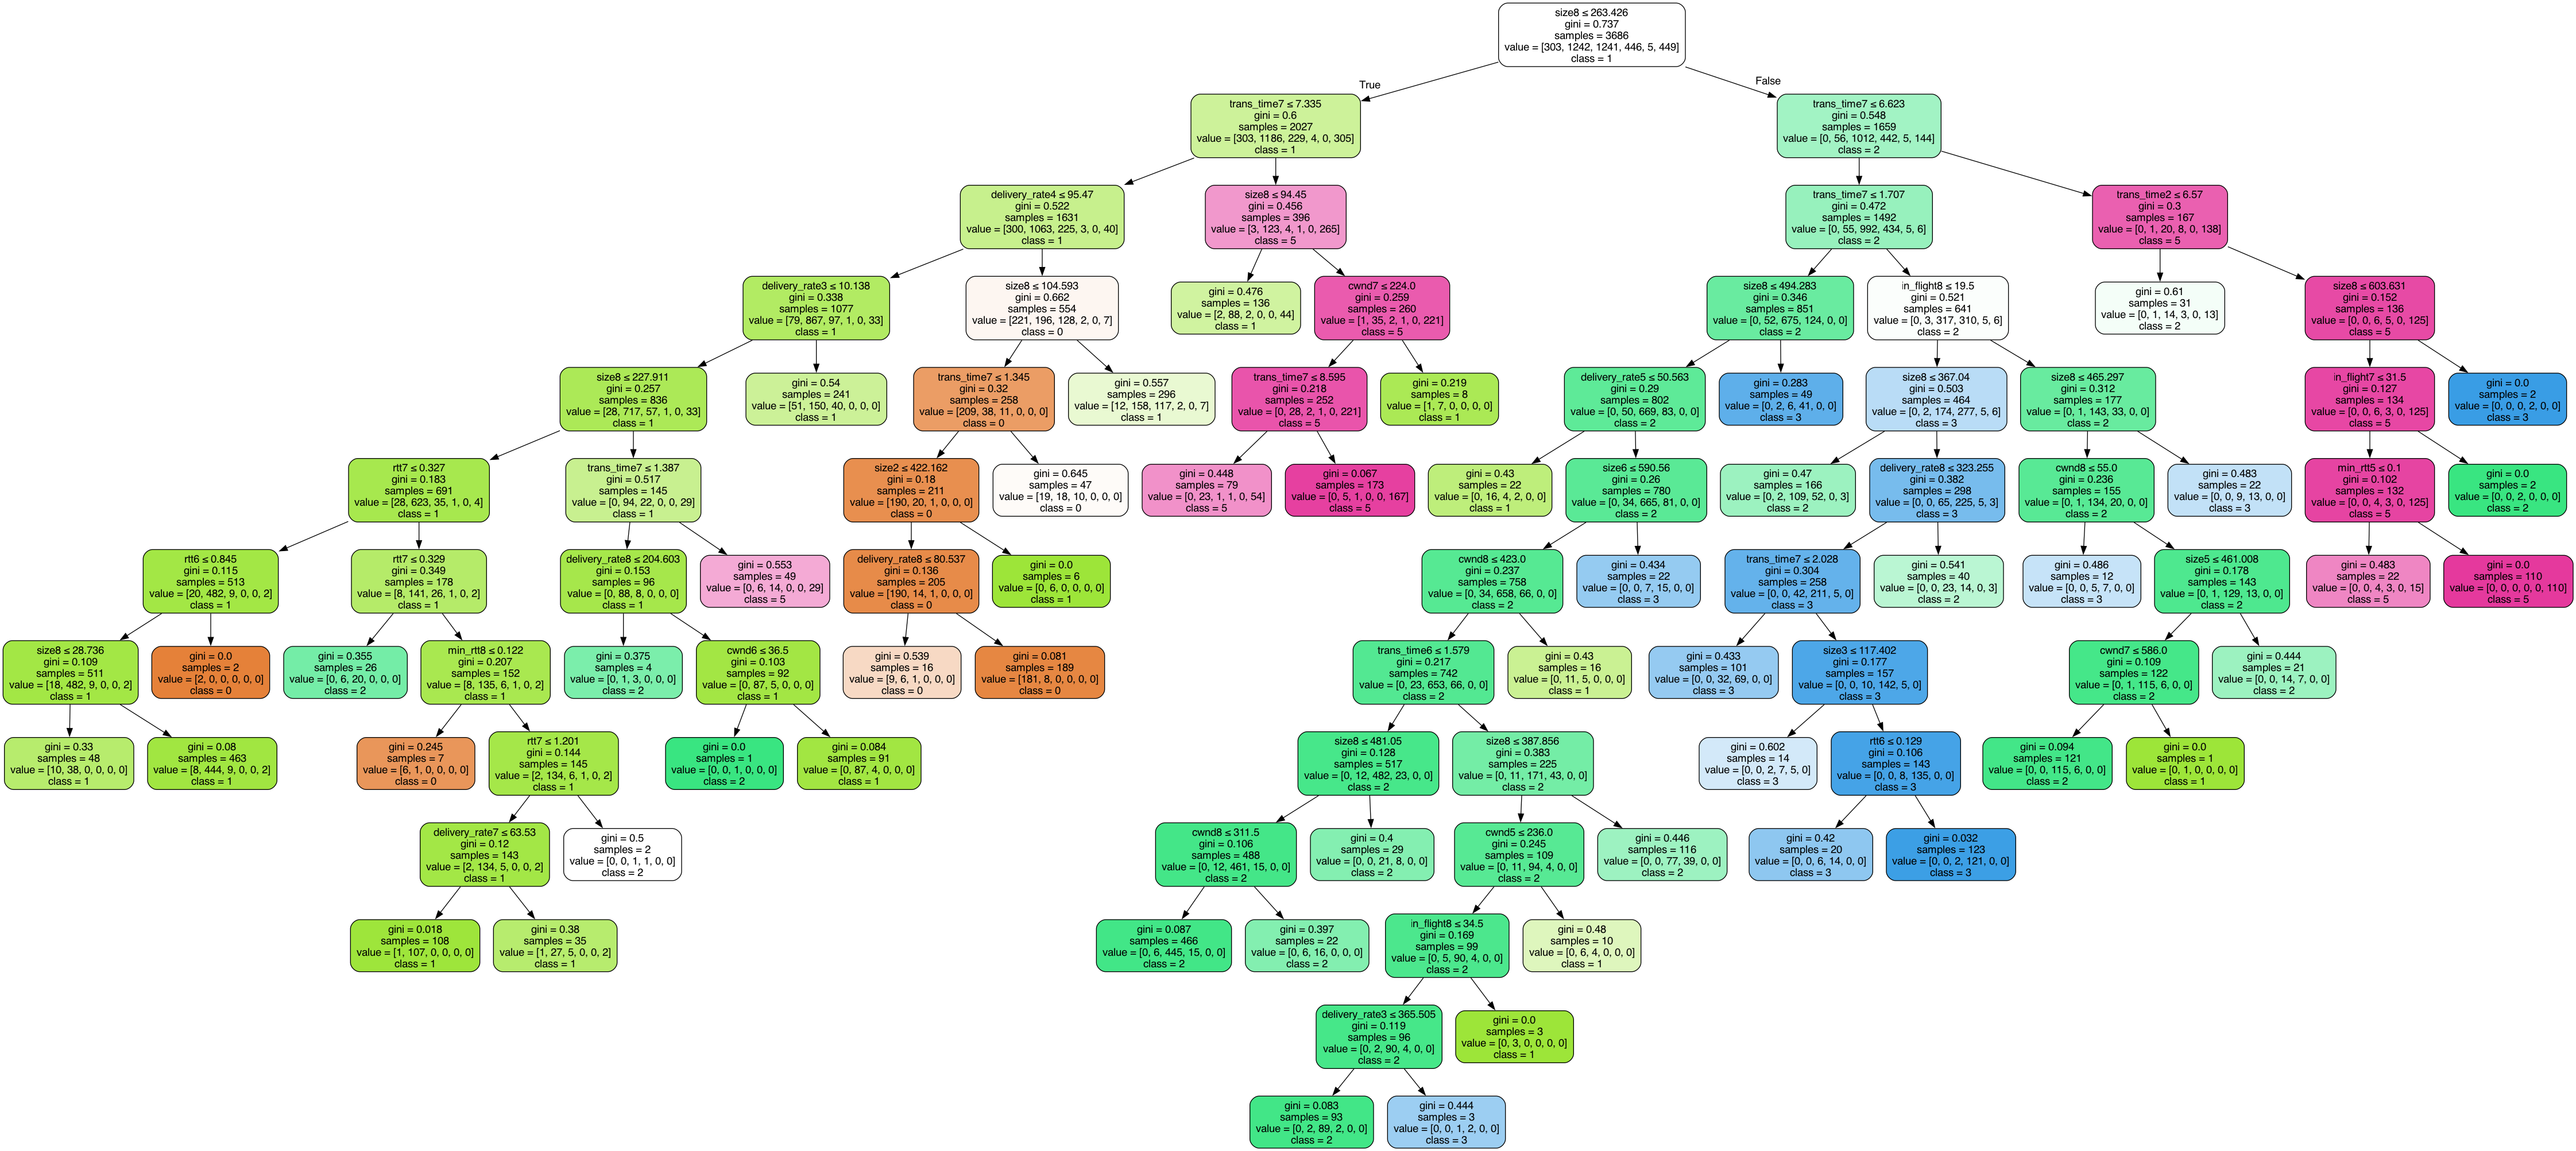 size8 ≤ 263.426
gini = 0.737
samples = 3686
value = [303, 1242, 1241, 446, 5, 449]
class = 1
True
False
trans_time7 ≤ 7.335
gini = 0.6
samples = 2027
value = [303, 1186, 229, 4, 0, 305]
class = 1
trans_time7 ≤ 6.623
gini = 0.548
samples = 1659
value = [0, 56, 1012, 442, 5, 144]
class = 2
delivery_rate4 ≤ 95.47
gini = 0.522
samples = 1631
value = [300, 1063, 225, 3, 0, 40]
class = 1
size8 ≤ 94.45
gini = 0.456
samples = 396
value = [3, 123, 4, 1, 0, 265]
class = 5
trans_time7 ≤ 1.707
gini = 0.472
samples = 1492
value = [0, 55, 992, 434, 5, 6]
class = 2
trans_time2 ≤ 6.57
gini = 0.3
samples = 167
value = [0, 1, 20, 8, 0, 138]
class = 5
delivery_rate3 ≤ 10.138
gini = 0.338
samples = 1077
value = [79, 867, 97, 1, 0, 33]
class = 1
size8 ≤ 104.593
gini = 0.662
samples = 554
value = [221, 196, 128, 2, 0, 7]
class = 0
gini = 0.476
samples = 136
value = [2, 88, 2, 0, 0, 44]
class = 1
cwnd7 ≤ 224.0
gini = 0.259
samples = 260
value = [1, 35, 2, 1, 0, 221]
class = 5
size8 ≤ 494.283
gini = 0.346
samples = 851
value = [0, 52, 675, 124, 0, 0]
class = 2
in_flight8 ≤ 19.5
gini = 0.521
samples = 641
value = [0, 3, 317, 310, 5, 6]
class = 2
gini = 0.61
samples = 31
value = [0, 1, 14, 3, 0, 13]
class = 2
size8 ≤ 603.631
gini = 0.152
samples = 136
value = [0, 0, 6, 5, 0, 125]
class = 5
size8 ≤ 227.911
gini = 0.257
samples = 836
value = [28, 717, 57, 1, 0, 33]
class = 1
gini = 0.54
samples = 241
value = [51, 150, 40, 0, 0, 0]
class = 1
trans_time7 ≤ 1.345
gini = 0.32
samples = 258
value = [209, 38, 11, 0, 0, 0]
class = 0
gini = 0.557
samples = 296
value = [12, 158, 117, 2, 0, 7]
class = 1
trans_time7 ≤ 8.595
gini = 0.218
samples = 252
value = [0, 28, 2, 1, 0, 221]
class = 5
gini = 0.219
samples = 8
value = [1, 7, 0, 0, 0, 0]
class = 1
delivery_rate5 ≤ 50.563
gini = 0.29
samples = 802
value = [0, 50, 669, 83, 0, 0]
class = 2
gini = 0.283
samples = 49
value = [0, 2, 6, 41, 0, 0]
class = 3
size8 ≤ 367.04
gini = 0.503
samples = 464
value = [0, 2, 174, 277, 5, 6]
class = 3
size8 ≤ 465.297
gini = 0.312
samples = 177
value = [0, 1, 143, 33, 0, 0]
class = 2
in_flight7 ≤ 31.5
gini = 0.127
samples = 134
value = [0, 0, 6, 3, 0, 125]
class = 5
gini = 0.0
samples = 2
value = [0, 0, 0, 2, 0, 0]
class = 3
rtt7 ≤ 0.327
gini = 0.183
samples = 691
value = [28, 623, 35, 1, 0, 4]
class = 1
trans_time7 ≤ 1.387
gini = 0.517
samples = 145
value = [0, 94, 22, 0, 0, 29]
class = 1
size2 ≤ 422.162
gini = 0.18
samples = 211
value = [190, 20, 1, 0, 0, 0]
class = 0
gini = 0.645
samples = 47
value = [19, 18, 10, 0, 0, 0]
class = 0
gini = 0.448
samples = 79
value = [0, 23, 1, 1, 0, 54]
class = 5
gini = 0.067
samples = 173
value = [0, 5, 1, 0, 0, 167]
class = 5
gini = 0.43
samples = 22
value = [0, 16, 4, 2, 0, 0]
class = 1
size6 ≤ 590.56
gini = 0.26
samples = 780
value = [0, 34, 665, 81, 0, 0]
class = 2
gini = 0.47
samples = 166
value = [0, 2, 109, 52, 0, 3]
class = 2
delivery_rate8 ≤ 323.255
gini = 0.382
samples = 298
value = [0, 0, 65, 225, 5, 3]
class = 3
cwnd8 ≤ 55.0
gini = 0.236
samples = 155
value = [0, 1, 134, 20, 0, 0]
class = 2
gini = 0.483
samples = 22
value = [0, 0, 9, 13, 0, 0]
class = 3
min_rtt5 ≤ 0.1
gini = 0.102
samples = 132
value = [0, 0, 4, 3, 0, 125]
class = 5
gini = 0.0
samples = 2
value = [0, 0, 2, 0, 0, 0]
class = 2
rtt6 ≤ 0.845
gini = 0.115
samples = 513
value = [20, 482, 9, 0, 0, 2]
class = 1
rtt7 ≤ 0.329
gini = 0.349
samples = 178
value = [8, 141, 26, 1, 0, 2]
class = 1
delivery_rate8 ≤ 204.603
gini = 0.153
samples = 96
value = [0, 88, 8, 0, 0, 0]
class = 1
gini = 0.553
samples = 49
value = [0, 6, 14, 0, 0, 29]
class = 5
delivery_rate8 ≤ 80.537
gini = 0.136
samples = 205
value = [190, 14, 1, 0, 0, 0]
class = 0
gini = 0.0
samples = 6
value = [0, 6, 0, 0, 0, 0]
class = 1
cwnd8 ≤ 423.0
gini = 0.237
samples = 758
value = [0, 34, 658, 66, 0, 0]
class = 2
gini = 0.434
samples = 22
value = [0, 0, 7, 15, 0, 0]
class = 3
trans_time7 ≤ 2.028
gini = 0.304
samples = 258
value = [0, 0, 42, 211, 5, 0]
class = 3
gini = 0.541
samples = 40
value = [0, 0, 23, 14, 0, 3]
class = 2
gini = 0.486
samples = 12
value = [0, 0, 5, 7, 0, 0]
class = 3
size5 ≤ 461.008
gini = 0.178
samples = 143
value = [0, 1, 129, 13, 0, 0]
class = 2
gini = 0.483
samples = 22
value = [0, 0, 4, 3, 0, 15]
class = 5
gini = 0.0
samples = 110
value = [0, 0, 0, 0, 0, 110]
class = 5
size8 ≤ 28.736
gini = 0.109
samples = 511
value = [18, 482, 9, 0, 0, 2]
class = 1
gini = 0.0
samples = 2
value = [2, 0, 0, 0, 0, 0]
class = 0
gini = 0.355
samples = 26
value = [0, 6, 20, 0, 0, 0]
class = 2
min_rtt8 ≤ 0.122
gini = 0.207
samples = 152
value = [8, 135, 6, 1, 0, 2]
class = 1
gini = 0.375
samples = 4
value = [0, 1, 3, 0, 0, 0]
class = 2
cwnd6 ≤ 36.5
gini = 0.103
samples = 92
value = [0, 87, 5, 0, 0, 0]
class = 1
gini = 0.539
samples = 16
value = [9, 6, 1, 0, 0, 0]
class = 0
gini = 0.081
samples = 189
value = [181, 8, 0, 0, 0, 0]
class = 0
trans_time6 ≤ 1.579
gini = 0.217
samples = 742
value = [0, 23, 653, 66, 0, 0]
class = 2
gini = 0.43
samples = 16
value = [0, 11, 5, 0, 0, 0]
class = 1
gini = 0.433
samples = 101
value = [0, 0, 32, 69, 0, 0]
class = 3
size3 ≤ 117.402
gini = 0.177
samples = 157
value = [0, 0, 10, 142, 5, 0]
class = 3
cwnd7 ≤ 586.0
gini = 0.109
samples = 122
value = [0, 1, 115, 6, 0, 0]
class = 2
gini = 0.444
samples = 21
value = [0, 0, 14, 7, 0, 0]
class = 2
gini = 0.33
samples = 48
value = [10, 38, 0, 0, 0, 0]
class = 1
gini = 0.08
samples = 463
value = [8, 444, 9, 0, 0, 2]
class = 1
gini = 0.245
samples = 7
value = [6, 1, 0, 0, 0, 0]
class = 0
rtt7 ≤ 1.201
gini = 0.144
samples = 145
value = [2, 134, 6, 1, 0, 2]
class = 1
gini = 0.0
samples = 1
value = [0, 0, 1, 0, 0, 0]
class = 2
gini = 0.084
samples = 91
value = [0, 87, 4, 0, 0, 0]
class = 1
size8 ≤ 481.05
gini = 0.128
samples = 517
value = [0, 12, 482, 23, 0, 0]
class = 2
size8 ≤ 387.856
gini = 0.383
samples = 225
value = [0, 11, 171, 43, 0, 0]
class = 2
gini = 0.602
samples = 14
value = [0, 0, 2, 7, 5, 0]
class = 3
rtt6 ≤ 0.129
gini = 0.106
samples = 143
value = [0, 0, 8, 135, 0, 0]
class = 3
gini = 0.094
samples = 121
value = [0, 0, 115, 6, 0, 0]
class = 2
gini = 0.0
samples = 1
value = [0, 1, 0, 0, 0, 0]
class = 1
delivery_rate7 ≤ 63.53
gini = 0.12
samples = 143
value = [2, 134, 5, 0, 0, 2]
class = 1
gini = 0.5
samples = 2
value = [0, 0, 1, 1, 0, 0]
class = 2
cwnd8 ≤ 311.5
gini = 0.106
samples = 488
value = [0, 12, 461, 15, 0, 0]
class = 2
gini = 0.4
samples = 29
value = [0, 0, 21, 8, 0, 0]
class = 2
cwnd5 ≤ 236.0
gini = 0.245
samples = 109
value = [0, 11, 94, 4, 0, 0]
class = 2
gini = 0.446
samples = 116
value = [0, 0, 77, 39, 0, 0]
class = 2
gini = 0.42
samples = 20
value = [0, 0, 6, 14, 0, 0]
class = 3
gini = 0.032
samples = 123
value = [0, 0, 2, 121, 0, 0]
class = 3
gini = 0.018
samples = 108
value = [1, 107, 0, 0, 0, 0]
class = 1
gini = 0.38
samples = 35
value = [1, 27, 5, 0, 0, 2]
class = 1
gini = 0.087
samples = 466
value = [0, 6, 445, 15, 0, 0]
class = 2
gini = 0.397
samples = 22
value = [0, 6, 16, 0, 0, 0]
class = 2
in_flight8 ≤ 34.5
gini = 0.169
samples = 99
value = [0, 5, 90, 4, 0, 0]
class = 2
gini = 0.48
samples = 10
value = [0, 6, 4, 0, 0, 0]
class = 1
delivery_rate3 ≤ 365.505
gini = 0.119
samples = 96
value = [0, 2, 90, 4, 0, 0]
class = 2
gini = 0.0
samples = 3
value = [0, 3, 0, 0, 0, 0]
class = 1
gini = 0.083
samples = 93
value = [0, 2, 89, 2, 0, 0]
class = 2
gini = 0.444
samples = 3
value = [0, 0, 1, 2, 0, 0]
class = 3